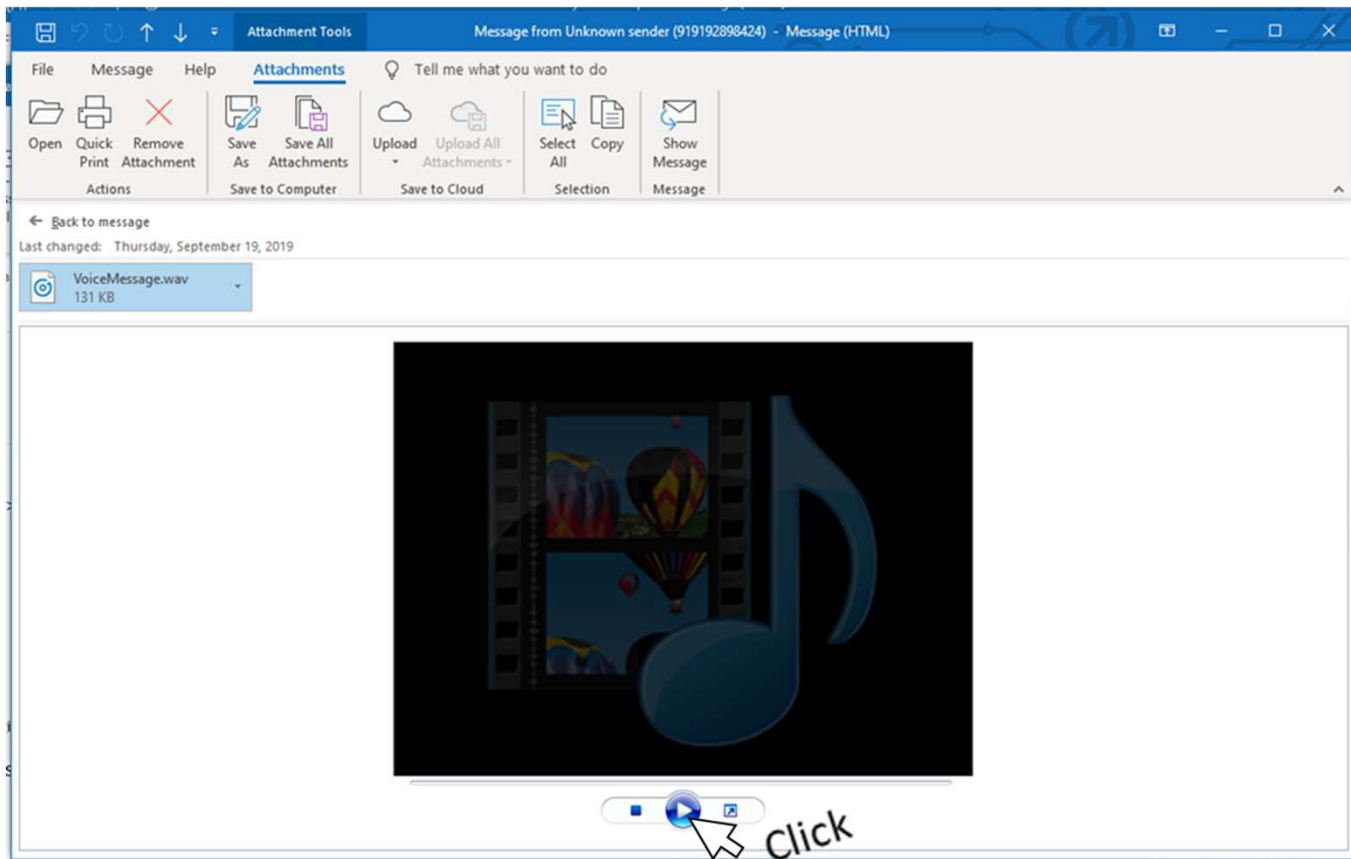 Attachment Tools Message from Unknown sender (919192898424) - Message (HTML)
File Message Help Attachments Tell me what you want to do
Open Quick Print Remove Attachment Save As Save All Attachments Upload Upload All Attachments Select All Copy Show Message
Actions Save to Computer Save to Cloud Selection Message
Back to message
Last changed: Thursday, September 19, 2019
VoiceMessage.wav
131 KB
Click